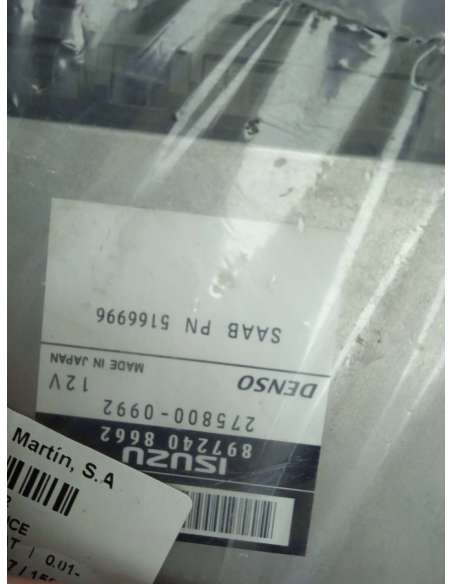 ISUZU
897240 8662
275800-0992
DENSO
12V
MADE IN JAPAN
SAAB PN 5166996
Martín, S.A